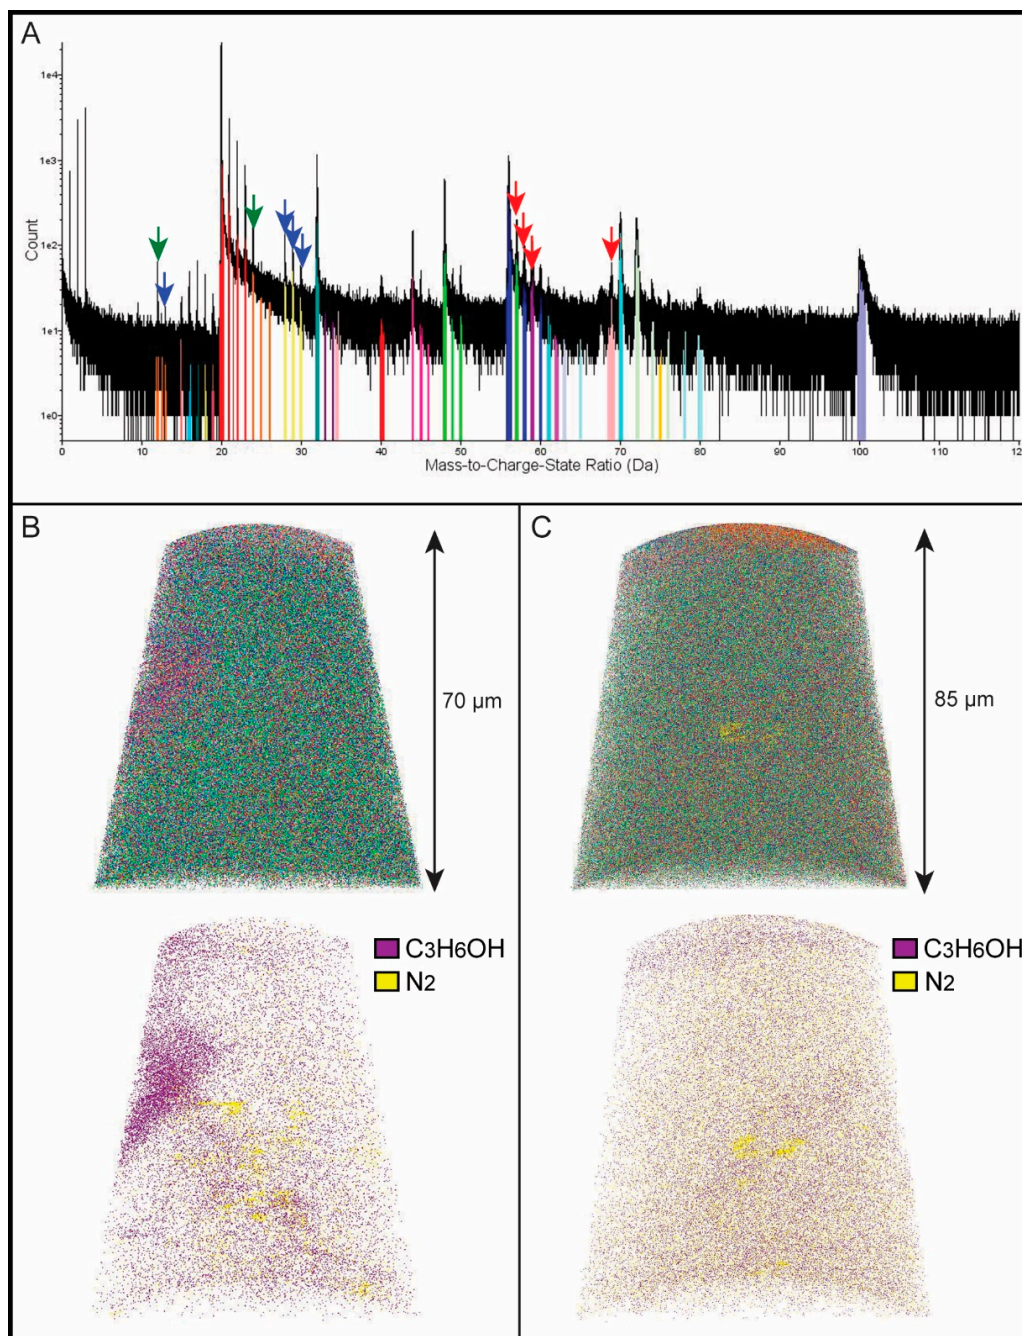 A
1e4
1e3
1e2
1e1
1e0
Count
0 10 20 30 40 50 60 70 80 90 100 110 120
Mass-to-Charge-State Ratio (Da)
B
70 µm
C3H6OH
N2
C
85 µm
C3H6OH
N2